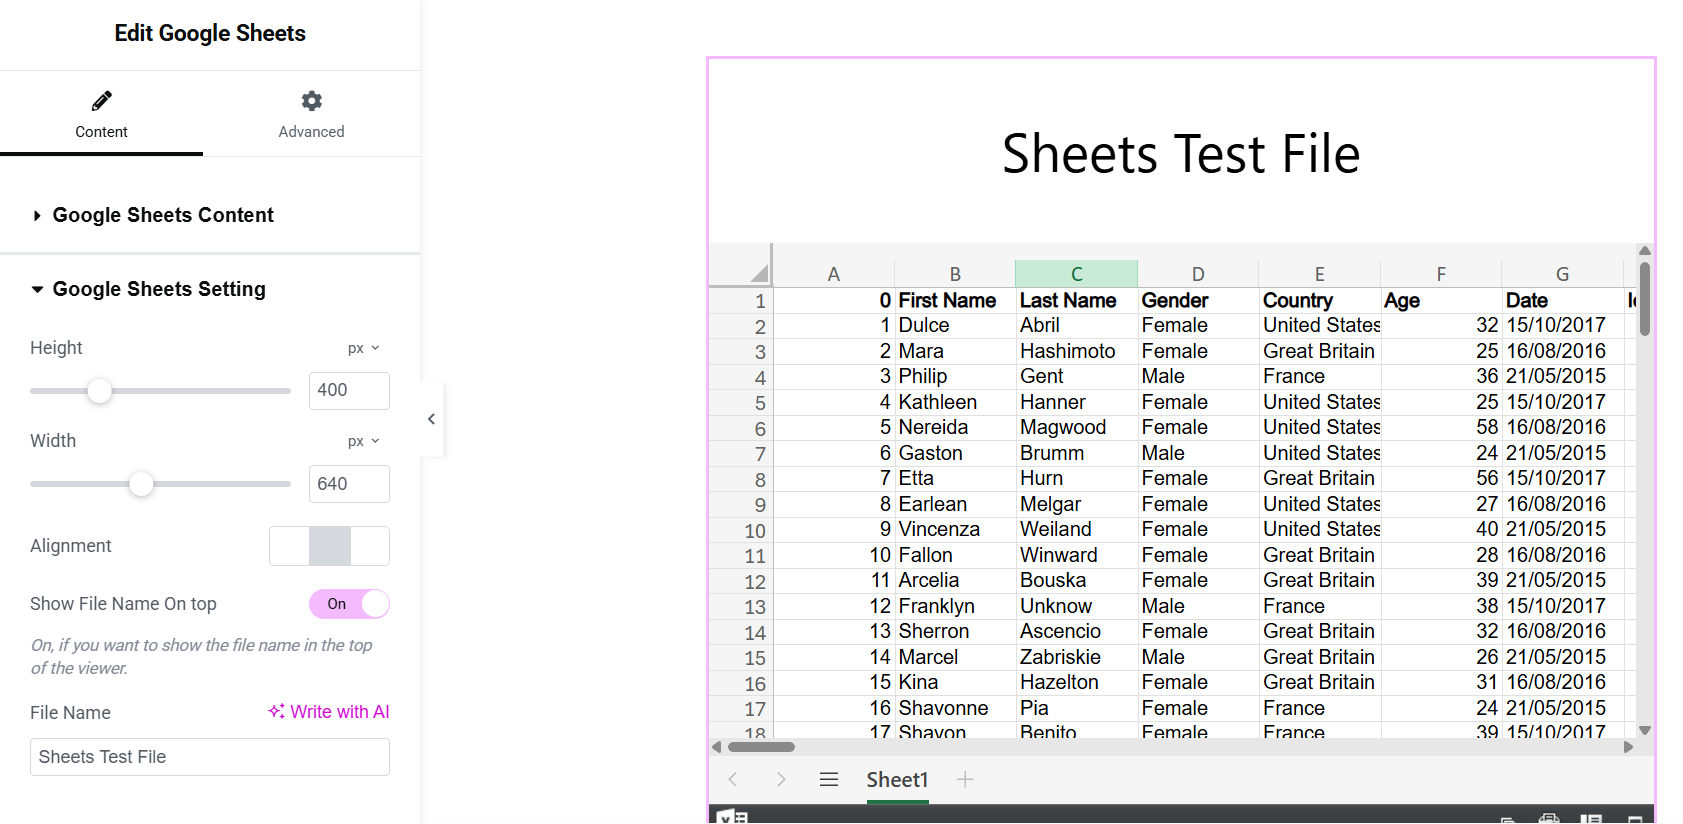 Edit Google Sheets
Content
Advanced
Google Sheets Content
Google Sheets Setting
Height
px
400
Width
px
640
Alignment
Show File Name On top
On
On, if you want to show the file name in the top
of the viewer.
File Name
Write with AI
Sheets Test File
Sheets Test File
A B C D E F G
1 0 First Name Last Name Gender Country Age Date
2 1 Dulce Abril Female United States 32 15/10/2017
3 2 Mara Hashimoto Female Great Britain 25 16/08/2016
4 3 Philip Gent Male France 36 21/05/2015
5 4 Kathleen Hanner Female United States 25 15/10/2017
6 5 Nereida Magwood Female United States 58 16/08/2016
7 6 Gaston Brumm Male United States 24 21/05/2015
8 7 Etta Hurn Female Great Britain 56 15/10/2017
9 8 Earlean Melgar Female United States 27 16/08/2016
10 9 Vincenza Weiland Female United States 40 21/05/2015
11 10 Fallon Winward Female Great Britain 28 16/08/2016
12 11 Arcelia Bouska Female Great Britain 39 21/05/2015
13 12 Franklyn Unknow Male France 38 15/10/2017
14 13 Sherron Ascencio Female Great Britain 32 16/08/2016
15 14 Marcel Zabriskie Male Great Britain 26 21/05/2015
16 15 Kina Hazelton Female Great Britain 31 16/08/2016
17 16 Shavonne Pia Female France 24 21/05/2015
18 17 Shavon Benito Female France 39 15/10/2017
Sheet1